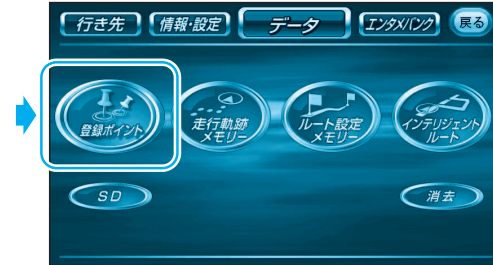 行き先 情報・設定 データ エンタメバンク 戻る
登録ポイント
走行軌跡
メモリー
ルート設定
メモリー
インテリジェント
ルート
SD 消去